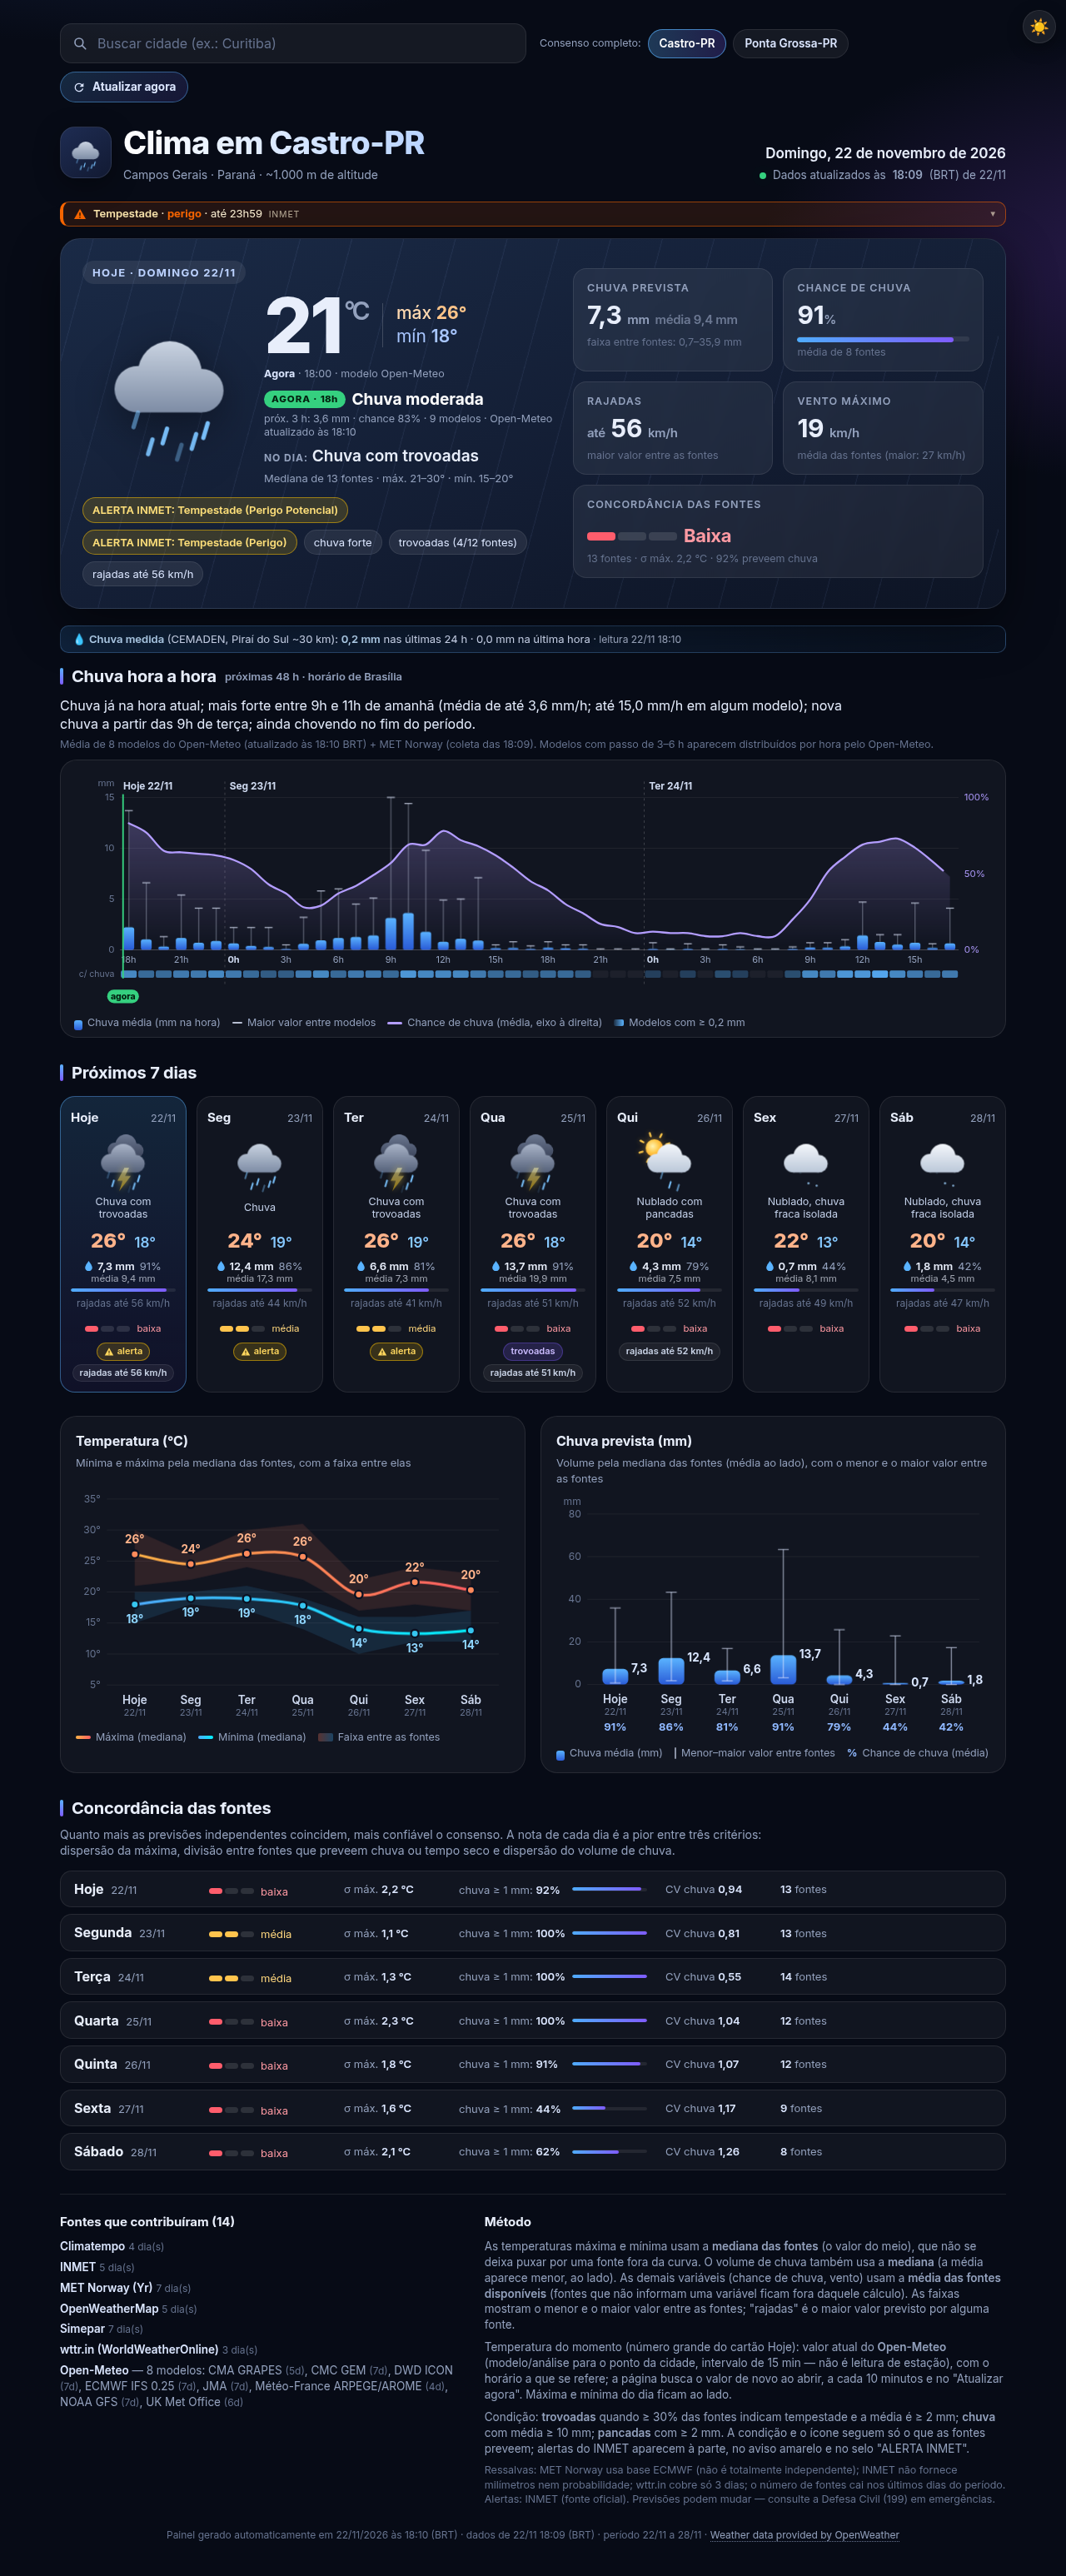 Buscar cidade (ex.: Curitiba)
Consenso completo: Castro-PR Ponta Grossa-PR
Atualizar agora
Clima em Castro-PR
Campos Gerais · Paraná · ~1.000 m de altitude
Domingo, 22 de novembro de 2026
Dados atualizados às 18:09 (BRT) de 22/11
Tempestade · perigo · até 23h59 INMET
HOJE · DOMINGO 22/11
21°C
máx 26°
mín 18°
Agora · 18:00 · modelo Open-Meteo
AGORA · 18h Chuva moderada
próx. 3 h: 3,6 mm · chance 83% · 9 modelos · Open-Meteo
atualizado às 18:10
NO DIA: Chuva com trovoadas
Mediana de 13 fontes · máx. 21–30° · mín. 15–20°
ALERTA INMET: Tempestade (Perigo Potencial)
ALERTA INMET: Tempestade (Perigo) chuva forte trovoadas (4/12 fontes)
rajadas até 56 km/h
CHUVA PREVISTA
7,3 mm média 9,4 mm
faixa entre fontes: 0,7–35,9 mm
CHANCE DE CHUVA
91%
média de 8 fontes
RAJADAS
até 56 km/h
maior valor entre as fontes
VENTO MÁXIMO
19 km/h
média das fontes (maior: 27 km/h)
CONCORDÂNCIA DAS FONTES
Baixa
13 fontes · σ máx. 2,2 °C · 92% preveem chuva
Chuva medida (CEMADEN, Piraí do Sul ~30 km): 0,2 mm nas últimas 24 h · 0,0 mm na última hora · leitura 22/11 18:10
Chuva hora a hora próximas 48 h · horário de Brasília
Chuva já na hora atual; mais forte entre 9h e 11h de amanhã (média de até 3,6 mm/h; até 15,0 mm/h em algum modelo); nova
chuva a partir das 9h de terça; ainda chovendo no fim do período.
Média de 8 modelos do Open-Meteo (atualizado às 18:10 BRT) + MET Norway (coleta das 18:09). Modelos com passo de 3–6 h aparecem distribuídos por hora pelo Open-Meteo.
mm Hoje 22/11 Seg 23/11 Ter 24/11
15 100%
10
50%
5
0 0%
18h 21h 0h 3h 6h 9h 12h 15h 18h 21h 0h 3h 6h 9h 12h 15h
c/ chuva
agora
Chuva média (mm na hora) Maior valor entre modelos Chance de chuva (média, eixo à direita) Modelos com ≥ 0,2 mm
Próximos 7 dias
Hoje 22/11
Chuva com
trovoadas
26° 18°
7,3 mm 91%
média 9,4 mm
rajadas até 56 km/h
baixa
alerta
rajadas até 56 km/h
Seg 23/11
Chuva
24° 19°
12,4 mm 86%
média 17,3 mm
rajadas até 44 km/h
média
alerta
Ter 24/11
Chuva com
trovoadas
26° 19°
6,6 mm 81%
média 7,3 mm
rajadas até 41 km/h
média
alerta
Qua 25/11
Chuva com
trovoadas
26° 18°
13,7 mm 91%
média 19,9 mm
rajadas até 51 km/h
baixa
trovoadas
rajadas até 51 km/h
Qui 26/11
Nublado com
pancadas
20° 14°
4,3 mm 79%
média 7,5 mm
rajadas até 52 km/h
baixa
rajadas até 52 km/h
Sex 27/11
Nublado, chuva
fraca isolada
22° 13°
0,7 mm 44%
média 8,1 mm
rajadas até 49 km/h
baixa
Sáb 28/11
Nublado, chuva
fraca isolada
20° 14°
1,8 mm 42%
média 4,5 mm
rajadas até 47 km/h
baixa
Temperatura (°C)
Mínima e máxima pela mediana das fontes, com a faixa entre elas
35°
30°
25°
20°
15°
10°
5°
26° 24° 26° 26° 20° 22° 20°
18° 19° 19° 18° 14° 13° 14°
Hoje Seg Ter Qua Qui Sex Sáb
22/11 23/11 24/11 25/11 26/11 27/11 28/11
Máxima (mediana) Mínima (mediana) Faixa entre as fontes
Chuva prevista (mm)
Volume pela mediana das fontes (média ao lado), com o menor e o maior valor entre
as fontes
mm
80
60
40
20
0
7,3 12,4 6,6 13,7 4,3 0,7 1,8
Hoje Seg Ter Qua Qui Sex Sáb
22/11 23/11 24/11 25/11 26/11 27/11 28/11
91% 86% 81% 91% 79% 44% 42%
Chuva média (mm) Menor–maior valor entre fontes % Chance de chuva (média)
Concordância das fontes
Quanto mais as previsões independentes coincidem, mais confiável o consenso. A nota de cada dia é a pior entre três critérios:
dispersão da máxima, divisão entre fontes que preveem chuva ou tempo seco e dispersão do volume de chuva.
Hoje 22/11 baixa σ máx. 2,2 °C chuva ≥ 1 mm: 92% CV chuva 0,94 13 fontes
Segunda 23/11 média σ máx. 1,1 °C chuva ≥ 1 mm: 100% CV chuva 0,81 13 fontes
Terça 24/11 média σ máx. 1,3 °C chuva ≥ 1 mm: 100% CV chuva 0,55 14 fontes
Quarta 25/11 baixa σ máx. 2,3 °C chuva ≥ 1 mm: 100% CV chuva 1,04 12 fontes
Quinta 26/11 baixa σ máx. 1,8 °C chuva ≥ 1 mm: 91% CV chuva 1,07 12 fontes
Sexta 27/11 baixa σ máx. 1,6 °C chuva ≥ 1 mm: 44% CV chuva 1,17 9 fontes
Sábado 28/11 baixa σ máx. 2,1 °C chuva ≥ 1 mm: 62% CV chuva 1,26 8 fontes
Fontes que contribuíram (14)
Climatempo 4 dia(s)
INMET 5 dia(s)
MET Norway (Yr) 7 dia(s)
OpenWeatherMap 5 dia(s)
Simepar 7 dia(s)
wttr.in (WorldWeatherOnline) 3 dia(s)
Open-Meteo — 8 modelos: CMA GRAPES (5d), CMC GEM (7d), DWD ICON
(7d), ECMWF IFS 0.25 (7d), JMA (7d), Météo-France ARPEGE/AROME (4d),
NOAA GFS (7d), UK Met Office (6d)
Método
As temperaturas máxima e mínima usam a mediana das fontes (o valor do meio), que não se
deixa puxar por uma fonte fora da curva. O volume de chuva também usa a mediana (a média
aparece menor, ao lado). As demais variáveis (chance de chuva, vento) usam a média das fontes
disponíveis (fontes que não informam uma variável ficam fora daquele cálculo). As faixas
mostram o menor e o maior valor entre as fontes; "rajadas" é o maior valor previsto por alguma
fonte.
Temperatura do momento (número grande do cartão Hoje): valor atual do Open-Meteo
(modelo/análise para o ponto da cidade, intervalo de 15 min — não é leitura de estação), com o
horário a que se refere; a página busca o valor de novo ao abrir, a cada 10 minutos e no "Atualizar
agora". Máxima e mínima do dia ficam ao lado.
Condição: trovoadas quando ≥ 30% das fontes indicam tempestade e a média é ≥ 2 mm; chuva
com média ≥ 10 mm; pancadas com ≥ 2 mm. A condição e o ícone seguem só o que as fontes
preveem; alertas do INMET aparecem à parte, no aviso amarelo e no selo "ALERTA INMET".
Ressalvas: MET Norway usa base ECMWF (não é totalmente independente); INMET não fornece
milímetros nem probabilidade; wttr.in cobre só 3 dias; o número de fontes cai nos últimos dias do período.
Alertas: INMET (fonte oficial). Previsões podem mudar — consulte a Defesa Civil (199) em emergências.
Painel gerado automaticamente em 22/11/2026 às 18:10 (BRT) · dados de 22/11 18:09 (BRT) · período 22/11 a 28/11 · Weather data provided by OpenWeather